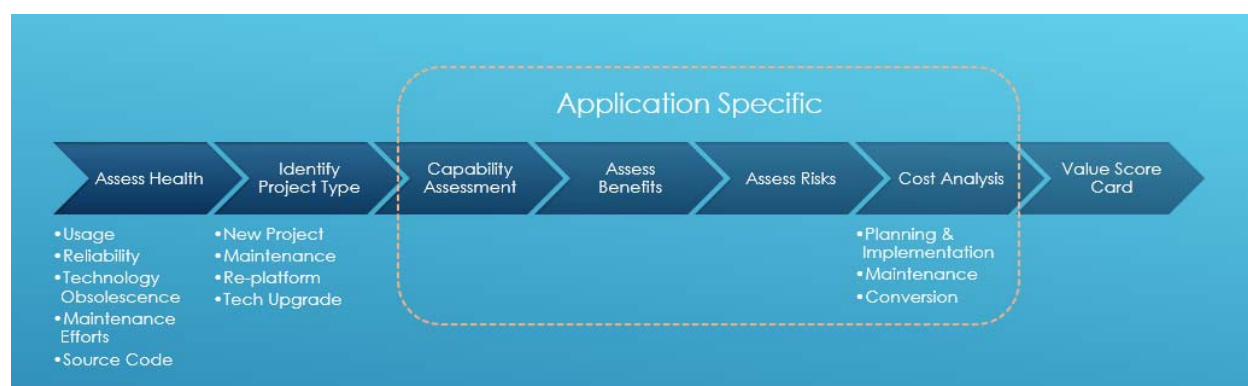 Application Specific
Assess Health
Identify
Project Type
Capability
Assessment
Assess
Benefits
Assess Risks
Cost Analysis
Value Score
Card
•Usage
•Reliability
•Technology
Obsolescence
•Maintenance
Efforts
•Source Code
•New Project
•Maintenance
•Re-platform
•Tech Upgrade
•Planning &
Implementation
•Maintenance
•Conversion